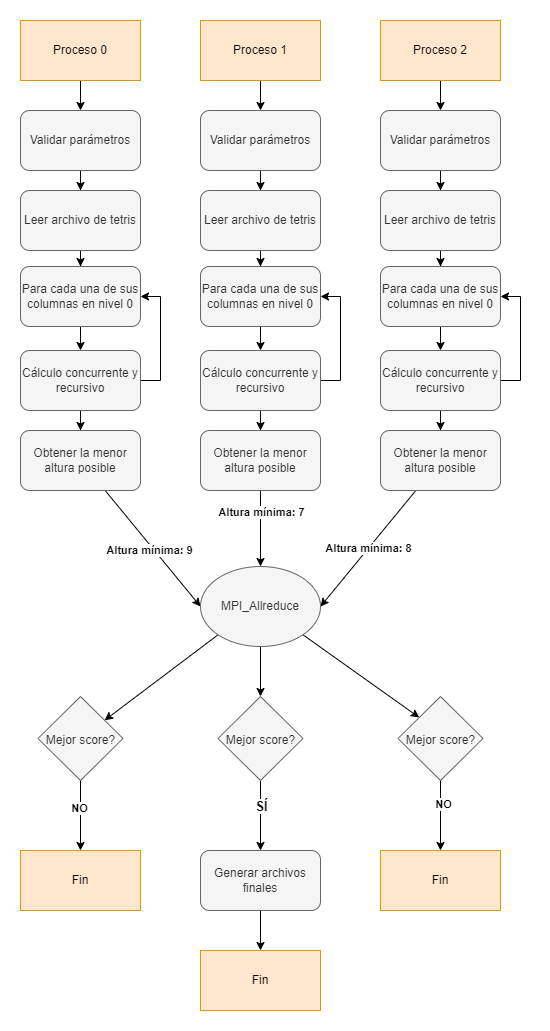 Proceso 0
Proceso 1
Proceso 2
Validar parámetros
Validar parámetros
Validar parámetros
Leer archivo de tetris
Leer archivo de tetris
Leer archivo de tetris
Para cada una de sus
columnas en nivel 0
Para cada una de sus
columnas en nivel 0
Para cada una de sus
columnas en nivel 0
Cálculo concurrente y
recursivo
Cálculo concurrente y
recursivo
Cálculo concurrente y
recursivo
Obtener la menor
altura posible
Obtener la menor
altura posible
Obtener la menor
altura posible
Altura mínima: 9
Altura mínima: 7
Altura mínima: 8
MPI_Allreduce
Mejor score?
Mejor score?
Mejor score?
NO
SÍ
NO
Fin
Generar archivos
finales
Fin
Fin